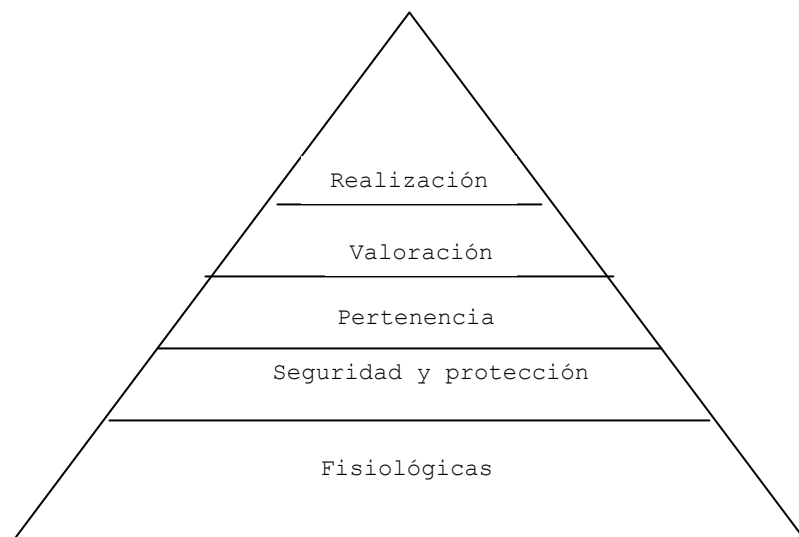 Realización
Valoración
Pertenencia
Seguridad y protección
Fisiológicas